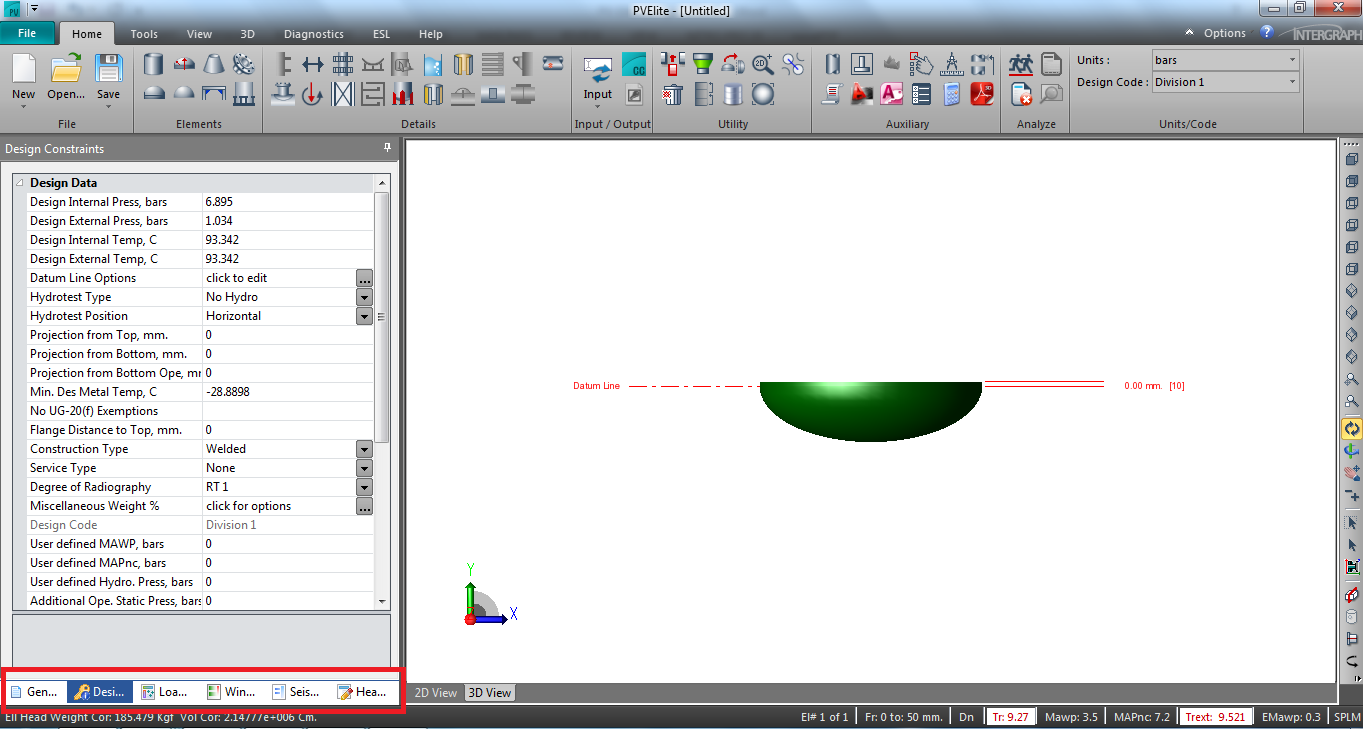 PV
PVElite - [Untitled]
File Home Tools View 3D Diagnostics ESL Help
Options
INTERGRAPH
New Open... Save
Input
CC
2D
A
3D
Units : bars
Design Code : Division 1
File Elements Details Input / Output Utility Auxiliary Analyze Units/Code
Design Constraints
Design Data
Design Internal Press, bars 6.895
Design External Press, bars 1.034
Design Internal Temp, C 93.342
Design External Temp, C 93.342
Datum Line Options click to edit ...
Hydrotest Type No Hydro
Hydrotest Position Horizontal
Projection from Top, mm. 0
Projection from Bottom, mm. 0
Projection from Bottom Ope, mr 0
Min. Des Metal Temp, C -28.8898
No UG-20(f) Exemptions
Flange Distance to Top, mm. 0
Construction Type Welded
Service Type None
Degree of Radiography RT 1
Miscellaneous Weight % click for options ...
Design Code Division 1
User defined MAWP, bars 0
User defined MAPnc, bars 0
User defined Hydro. Press, bars 0
Additional Ope. Static Press, bars 0
Datum Line
0.00 mm. [10]
Y
X
Gen... Desi... Loa... Win... Seis... Hea...
2D View 3D View
Ell Head Weight Cor: 185.479 Kgf Vol Cor: 2.14777e+006 Cm.
El# 1 of 1 Fr: 0 to: 50 mm. Dn Tr: 9.27 Mawp: 3.5 MAPnc: 7.2 Trext: 9.521 EMawp: 0.3 SPLM